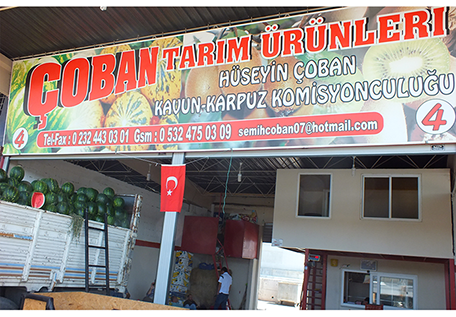 ÇOBAN TARIM ÜRÜNLERİ
HÜSEYİN ÇOBAN
KAVUN-KARPUZ KOMİSYONCULUĞU
Tel-Fax : 0 232 443 03 01 Gsm : 0 532 475 03 09 semihcoban07@hotmail.com
4
4